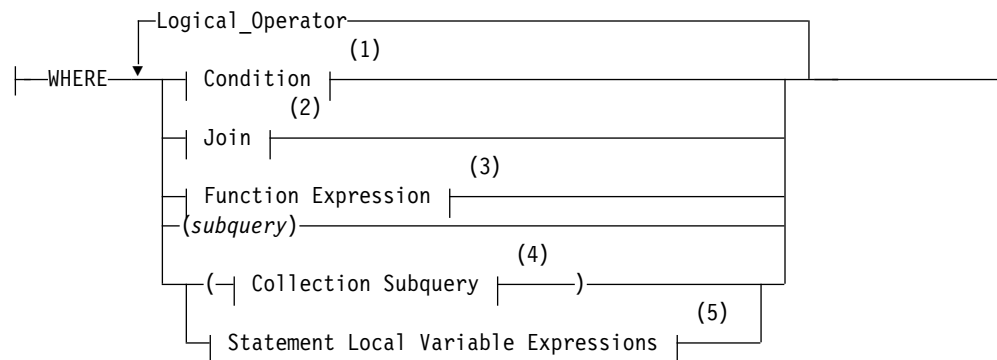 Logical_Operator
(1)
WHERE
Condition
(2)
Join
(3)
Function Expression
(subquery)
(4)
( Collection Subquery )
(5)
Statement Local Variable Expressions